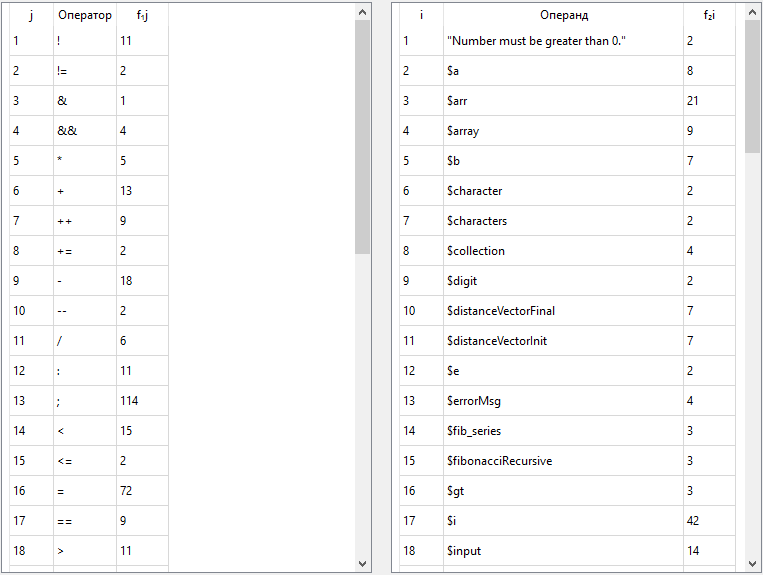 j Оператор f₁j
1 ! 11
2 != 2
3 & 1
4 && 4
5 * 5
6 + 13
7 ++ 9
8 += 2
9 - 18
10 -- 2
11 / 6
12 : 11
13 ; 114
14 < 15
15 <= 2
16 = 72
17 == 9
18 > 11
i Операнд f₂i
1 "Number must be greater than 0." 2
2 $a 8
3 $arr 21
4 $array 9
5 $b 7
6 $character 2
7 $characters 2
8 $collection 4
9 $digit 2
10 $distanceVectorFinal 7
11 $distanceVectorInit 7
12 $e 2
13 $errorMsg 4
14 $fib_series 3
15 $fibonacciRecursive 3
16 $gt 3
17 $i 42
18 $input 14